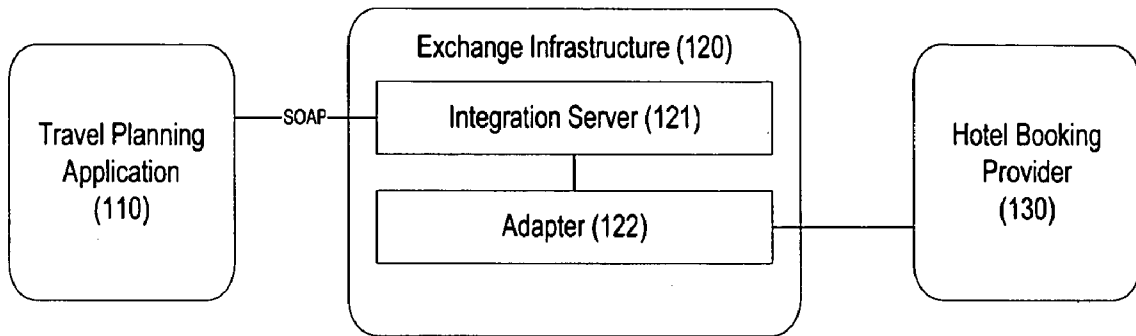 Exchange Infrastructure (120)
Travel Planning
Application
(110)
SOAP
Integration Server (121)
Adapter (122)
Hotel Booking
Provider
(130)